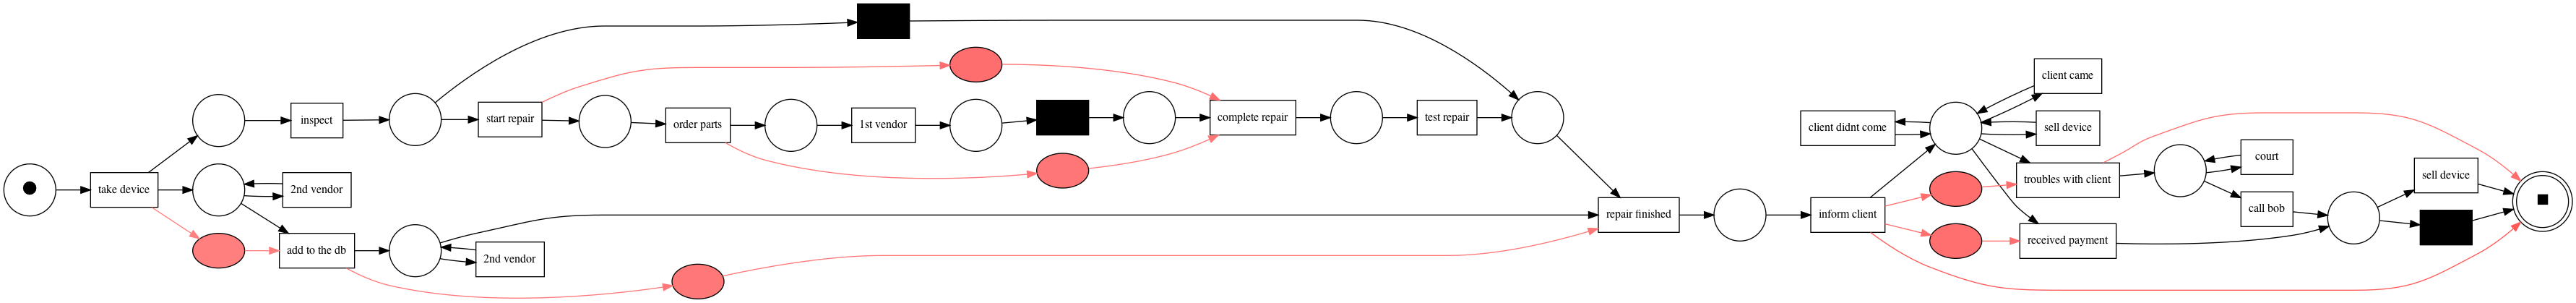 take device
inspect
2nd vendor
add to the db
start repair
2nd vendor
order parts
1st vendor
complete repair
test repair
repair finished
inform client
client didnt come
client came
sell device
troubles with client
received payment
court
call bob
sell device